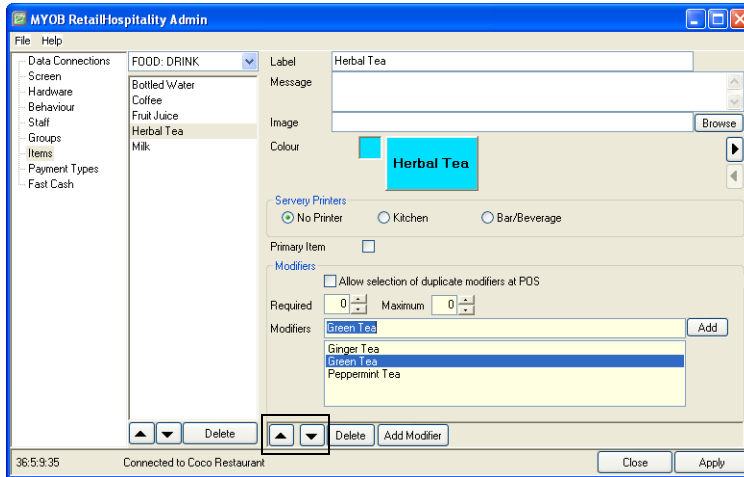 MYOB RetailHospitality Admin
File Help
Data Connections
Screen
Hardware
Behaviour
Staff
Groups
Items
Payment Types
Fast Cash
FOOD: DRINK
Bottled Water
Coffee
Fruit Juice
Herbal Tea
Milk
Delete
Label Herbal Tea
Message
Image Browse
Colour Herbal Tea
Servery Printers
No Printer Kitchen Bar/Beverage
Primary Item
Modifiers
Allow selection of duplicate modifiers at POS
Required 0 Maximum 0
Modifiers Green Tea Add
Ginger Tea
Green Tea
Peppermint Tea
Delete Add Modifier
36:5:9:35 Connected to Coco Restaurant Close Apply